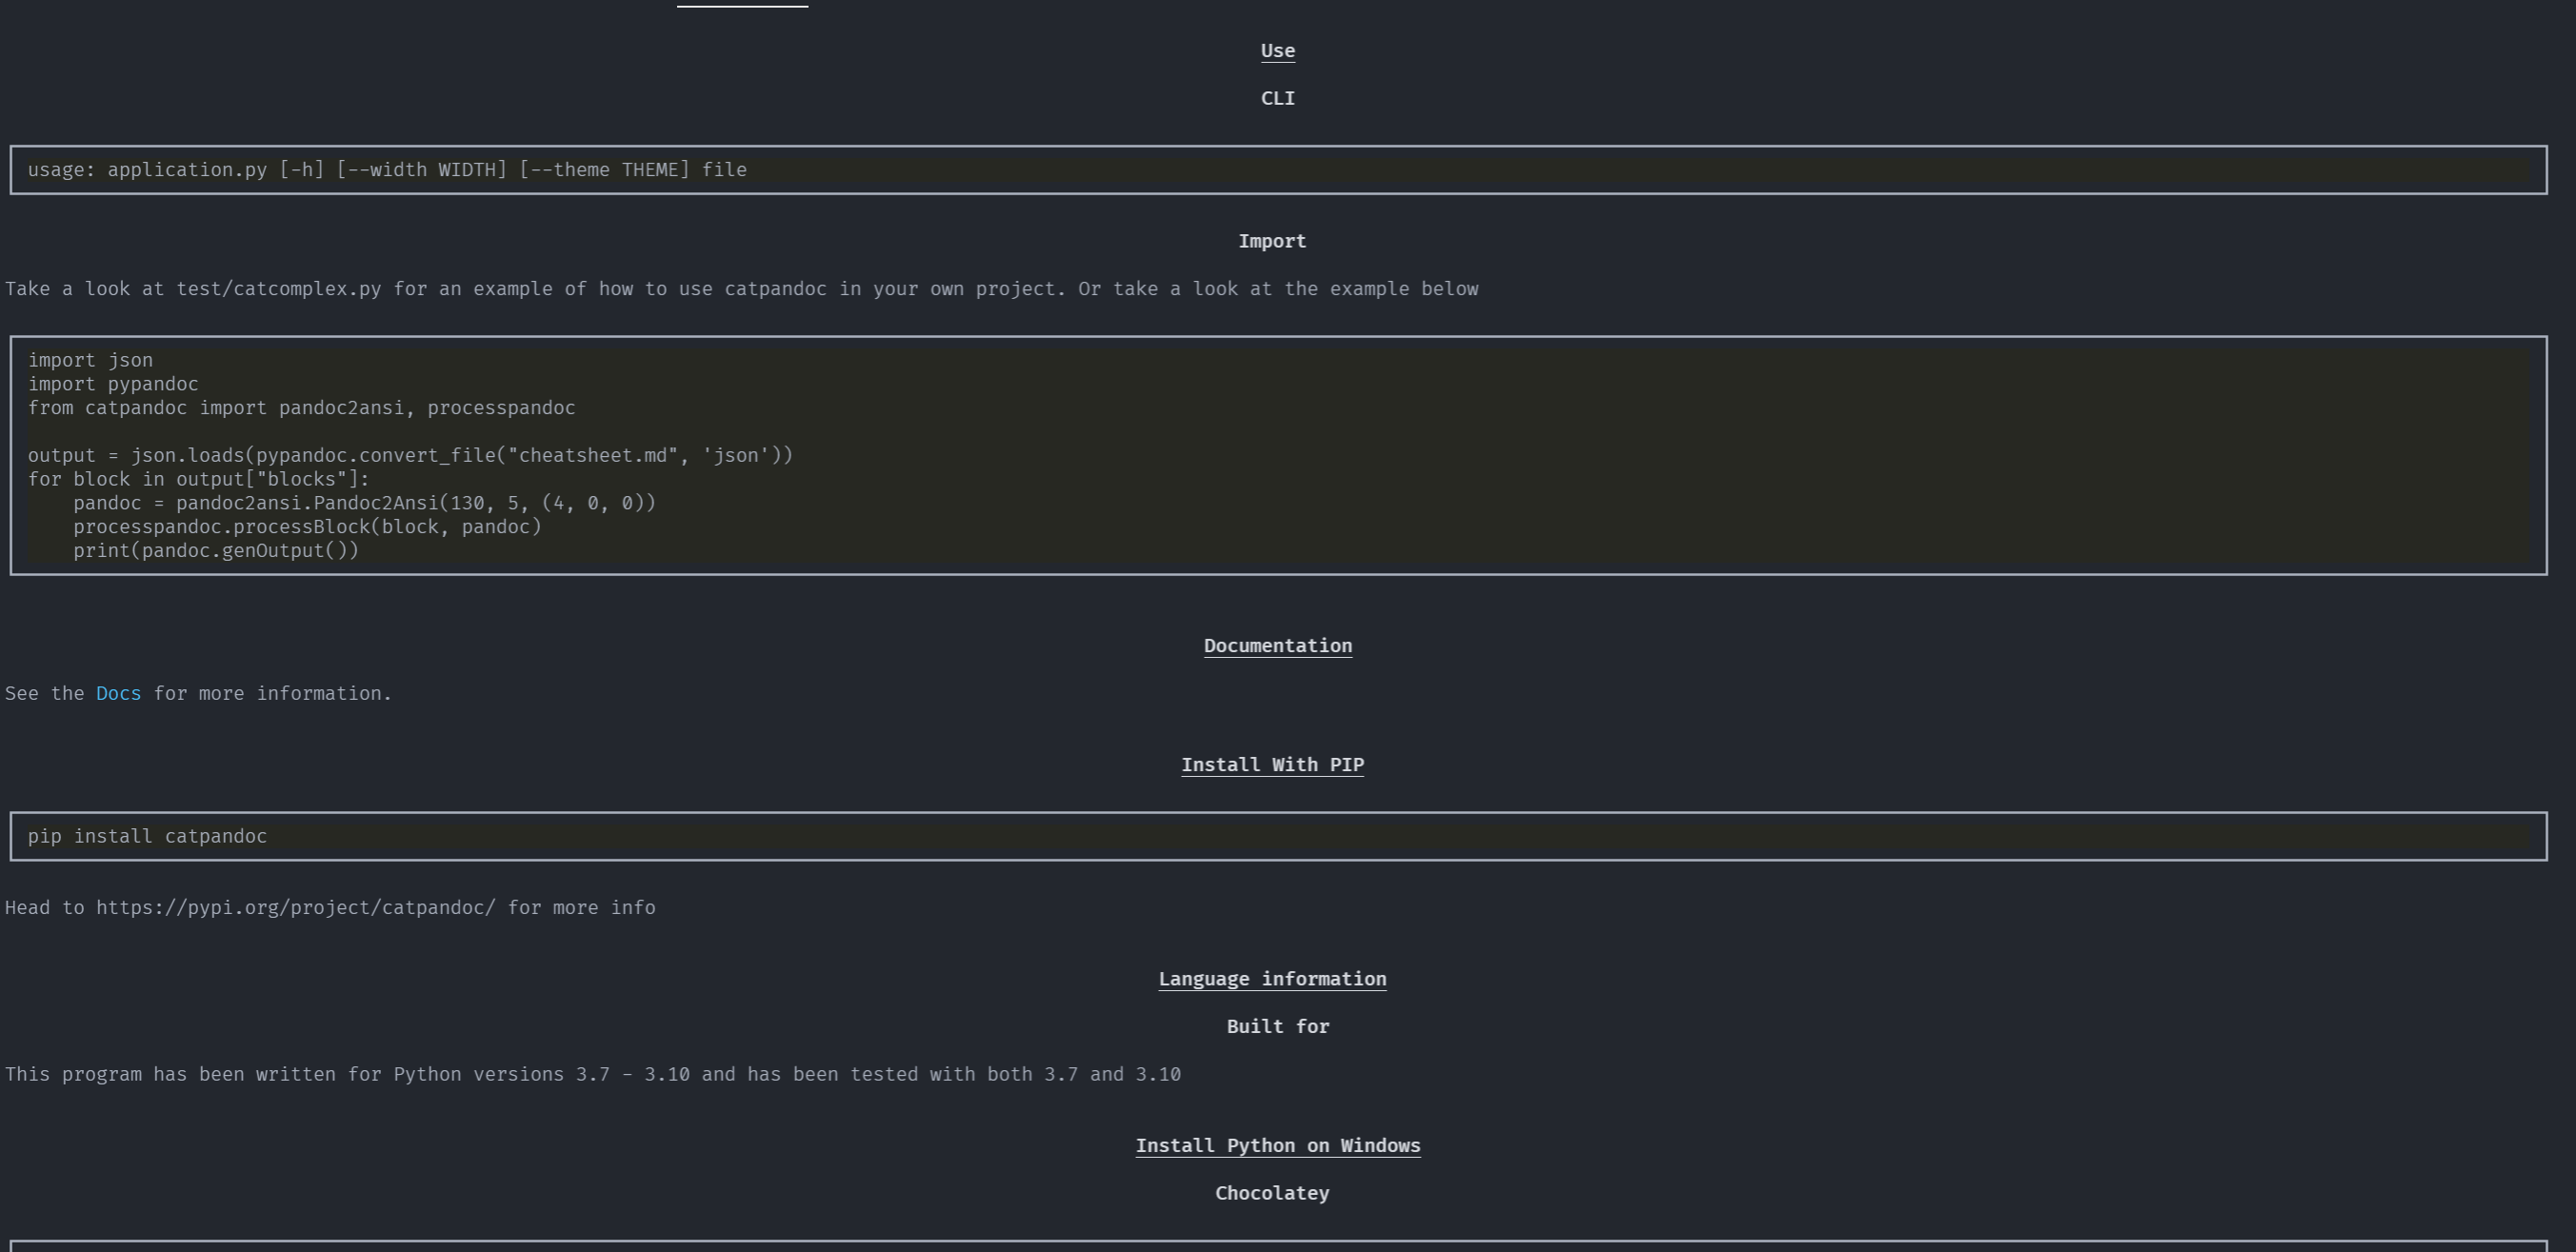 Use
CLI
usage: application.py [-h] [--width WIDTH] [--theme THEME] file
Import
Take a look at test/catcomplex.py for an example of how to use catpandoc in your own project. Or take a look at the example below
import json
import pypandoc
from catpandoc import pandoc2ansi, processpandoc
output = json.loads(pypandoc.convert_file("cheatsheet.md", 'json'))
for block in output["blocks"]:
    pandoc = pandoc2ansi.Pandoc2Ansi(130, 5, (4, 0, 0))
    processpandoc.processBlock(block, pandoc)
    print(pandoc.genOutput())
Documentation
See the Docs for more information.
Install With PIP
pip install catpandoc
Head to https://pypi.org/project/catpandoc/ for more info
Language information
Built for
This program has been written for Python versions 3.7 - 3.10 and has been tested with both 3.7 and 3.10
Install Python on Windows
Chocolatey